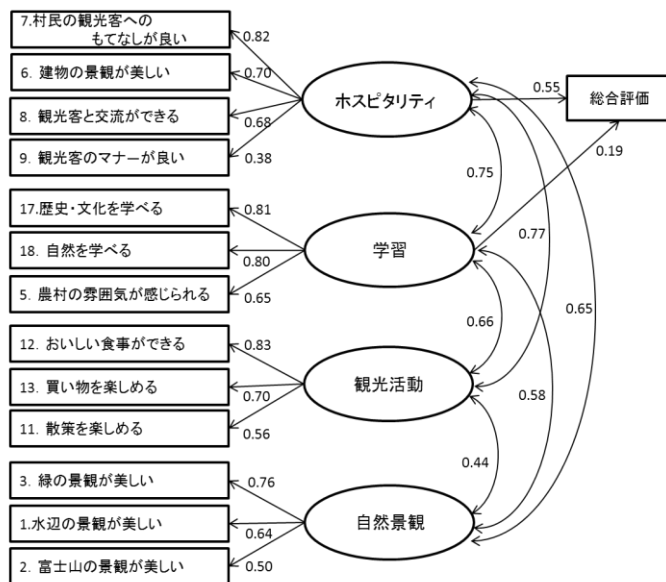 7.村民の観光客への
もてなしが良い
0.82
6. 建物の景観が美しい
0.70
8. 観光客と交流ができる
0.68
9. 観光客のマナーが良い
0.38
ホスピタリティ
0.55
総合評価
0.19
0.75
17.歴史・文化を学べる
0.81
18. 自然を学べる
0.80
5. 農村の雰囲気が感じられる
0.65
学習
0.77
0.66
0.65
12. おいしい食事ができる
0.83
13. 買い物を楽しめる
0.70
11. 散策を楽しめる
0.56
観光活動
0.58
0.44
3. 緑の景観が美しい
0.76
1.水辺の景観が美しい
0.64
2. 富士山の景観が美しい
0.50
自然景観